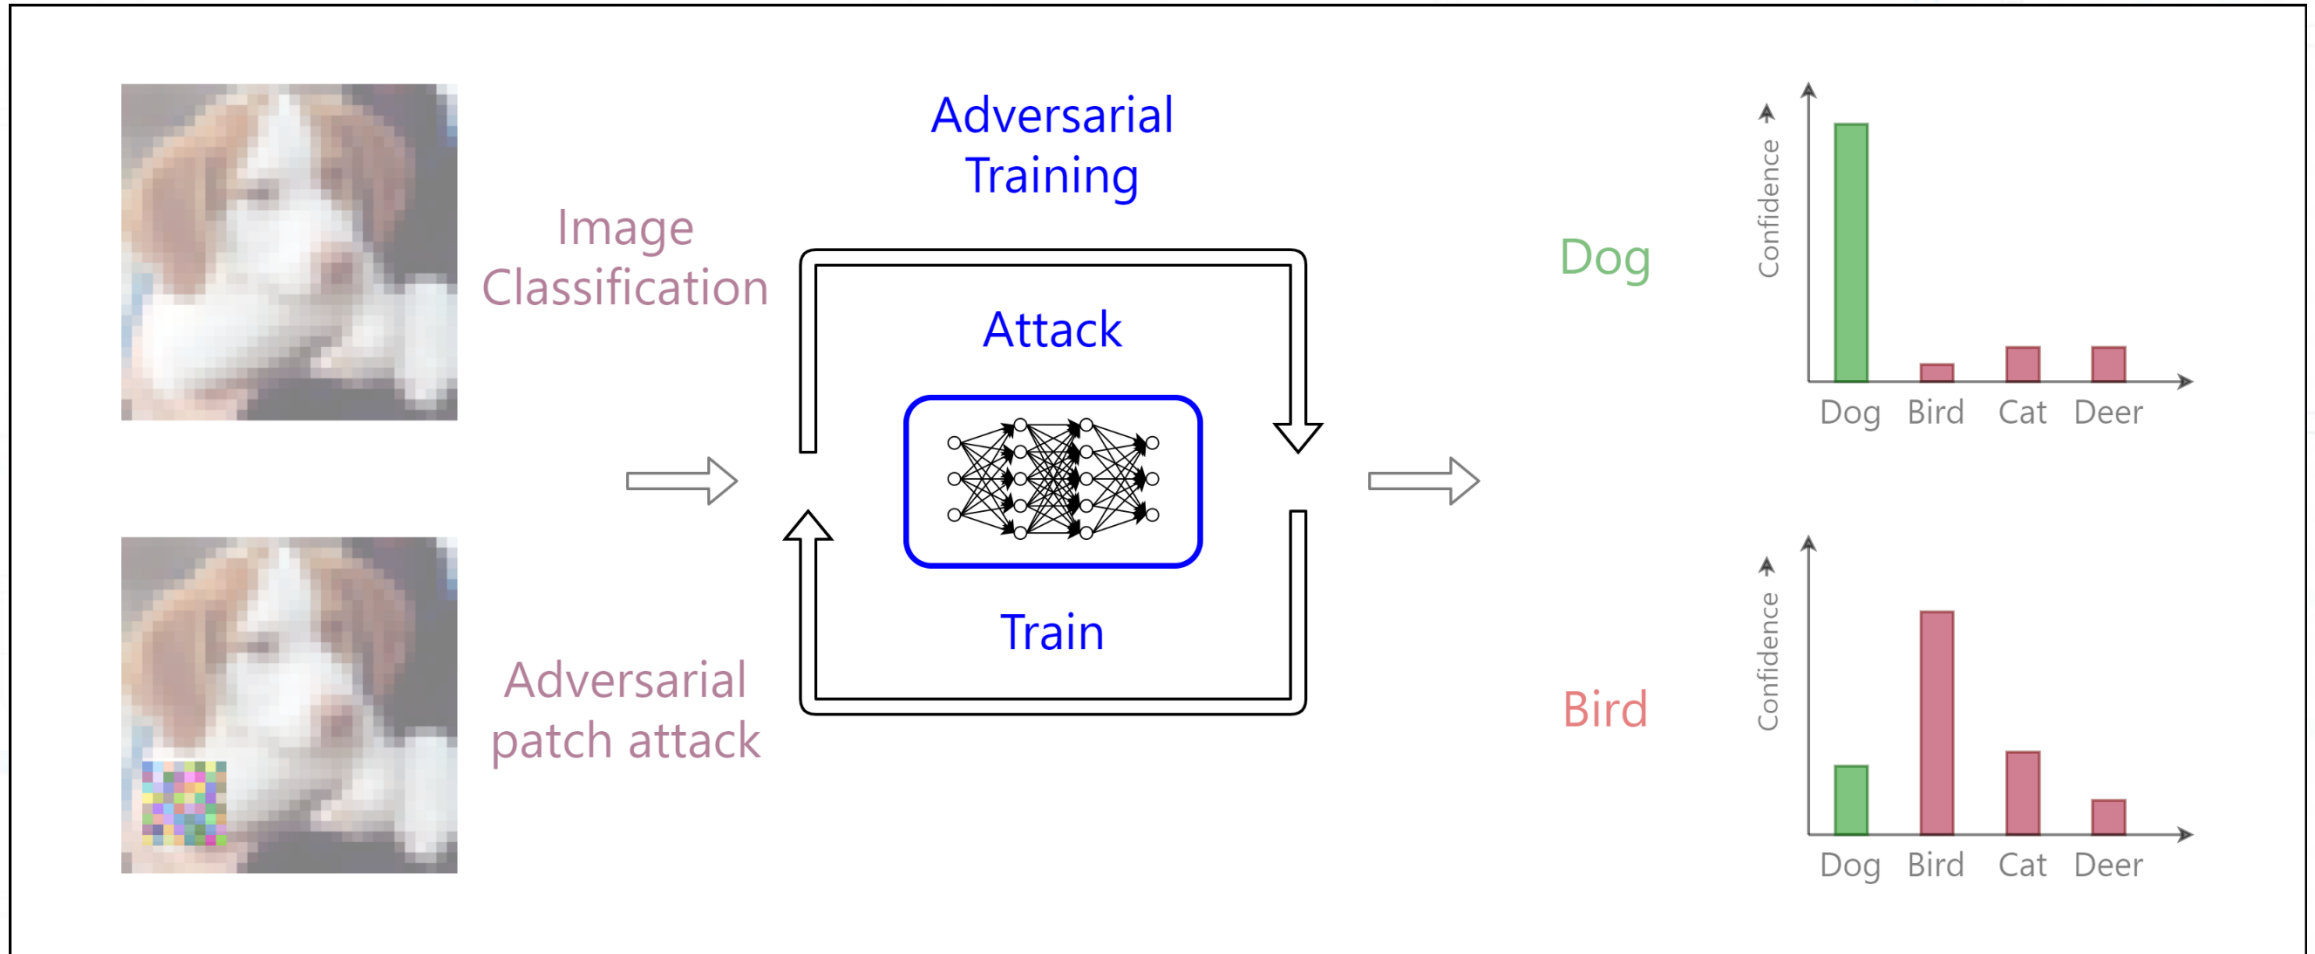 Image
Classification
Adversarial
patch attack
Adversarial
Training
Attack
Train
Dog
Confidence
Dog Bird Cat Deer
Bird
Confidence
Dog Bird Cat Deer